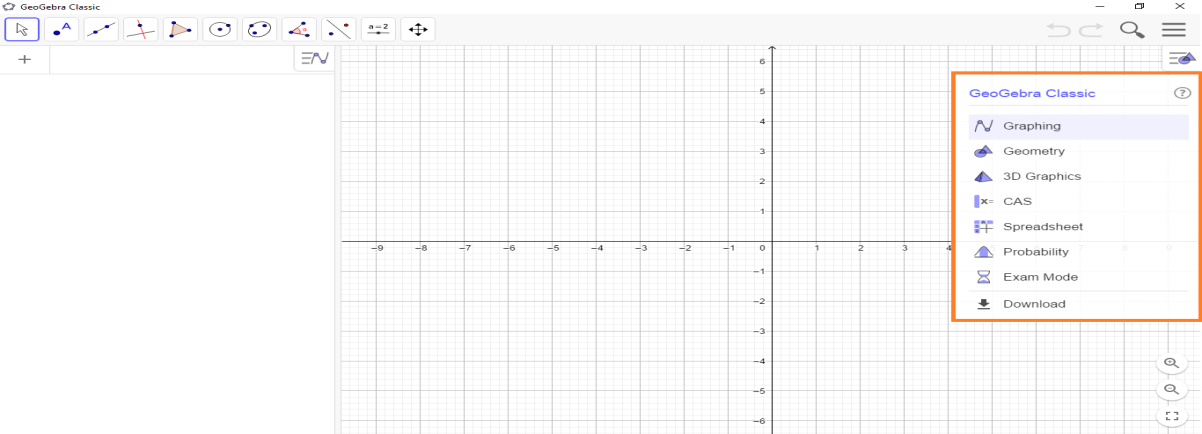 GeoGebra Classic
A
α
a=2
+
6
GeoGebra Classic ?
5
Graphing
4
Geometry
3
3D Graphics
2
x= CAS
1
Spreadsheet
−9 −8 −7 −6 −5 −4 −3 −2 −1 0 1 2 3 4 8 9
Probability
−1
Exam Mode
−2
Download
−3
−4
−5
−6